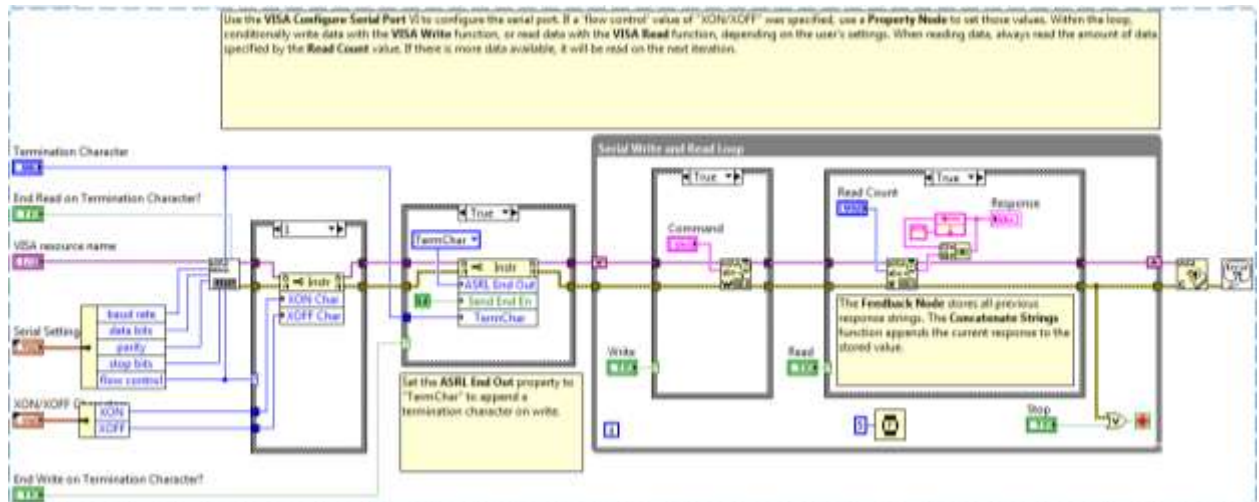 Use the VISA Configure Serial Port VI to configure the serial port. If a "flow control" value of "XON/XOFF" was specified, use a Property Node to set those values. Within the loop,
conditionally write data with the VISA Write function, or read data with the VISA Read function, depending on the user's settings. When reading data, always read the amount of data
specified by the Read Count value. If there is more data available, it will be read on the next iteration.
Termination Character
End Read on Termination Character?
VISA resource name
Serial Setting
baud rate
data bits
parity
stop bits
flow control
XON/XOFF
XON
XOFF
End Write on Termination Character?
1
Instr
XON Char
XOFF Char
True
TermChar
Instr
ASRL End Out
Send End En
TermChar
Set the ASRL End Out property to
"TermChar" to append a
termination character on write.
Serial Write and Read Loop
True
Command
Write
True
Read Count
Response
The Feedback Node stores all previous
response strings. The Concatenate Strings
function appends the current response to the
stored value.
Read
i
5
Stop